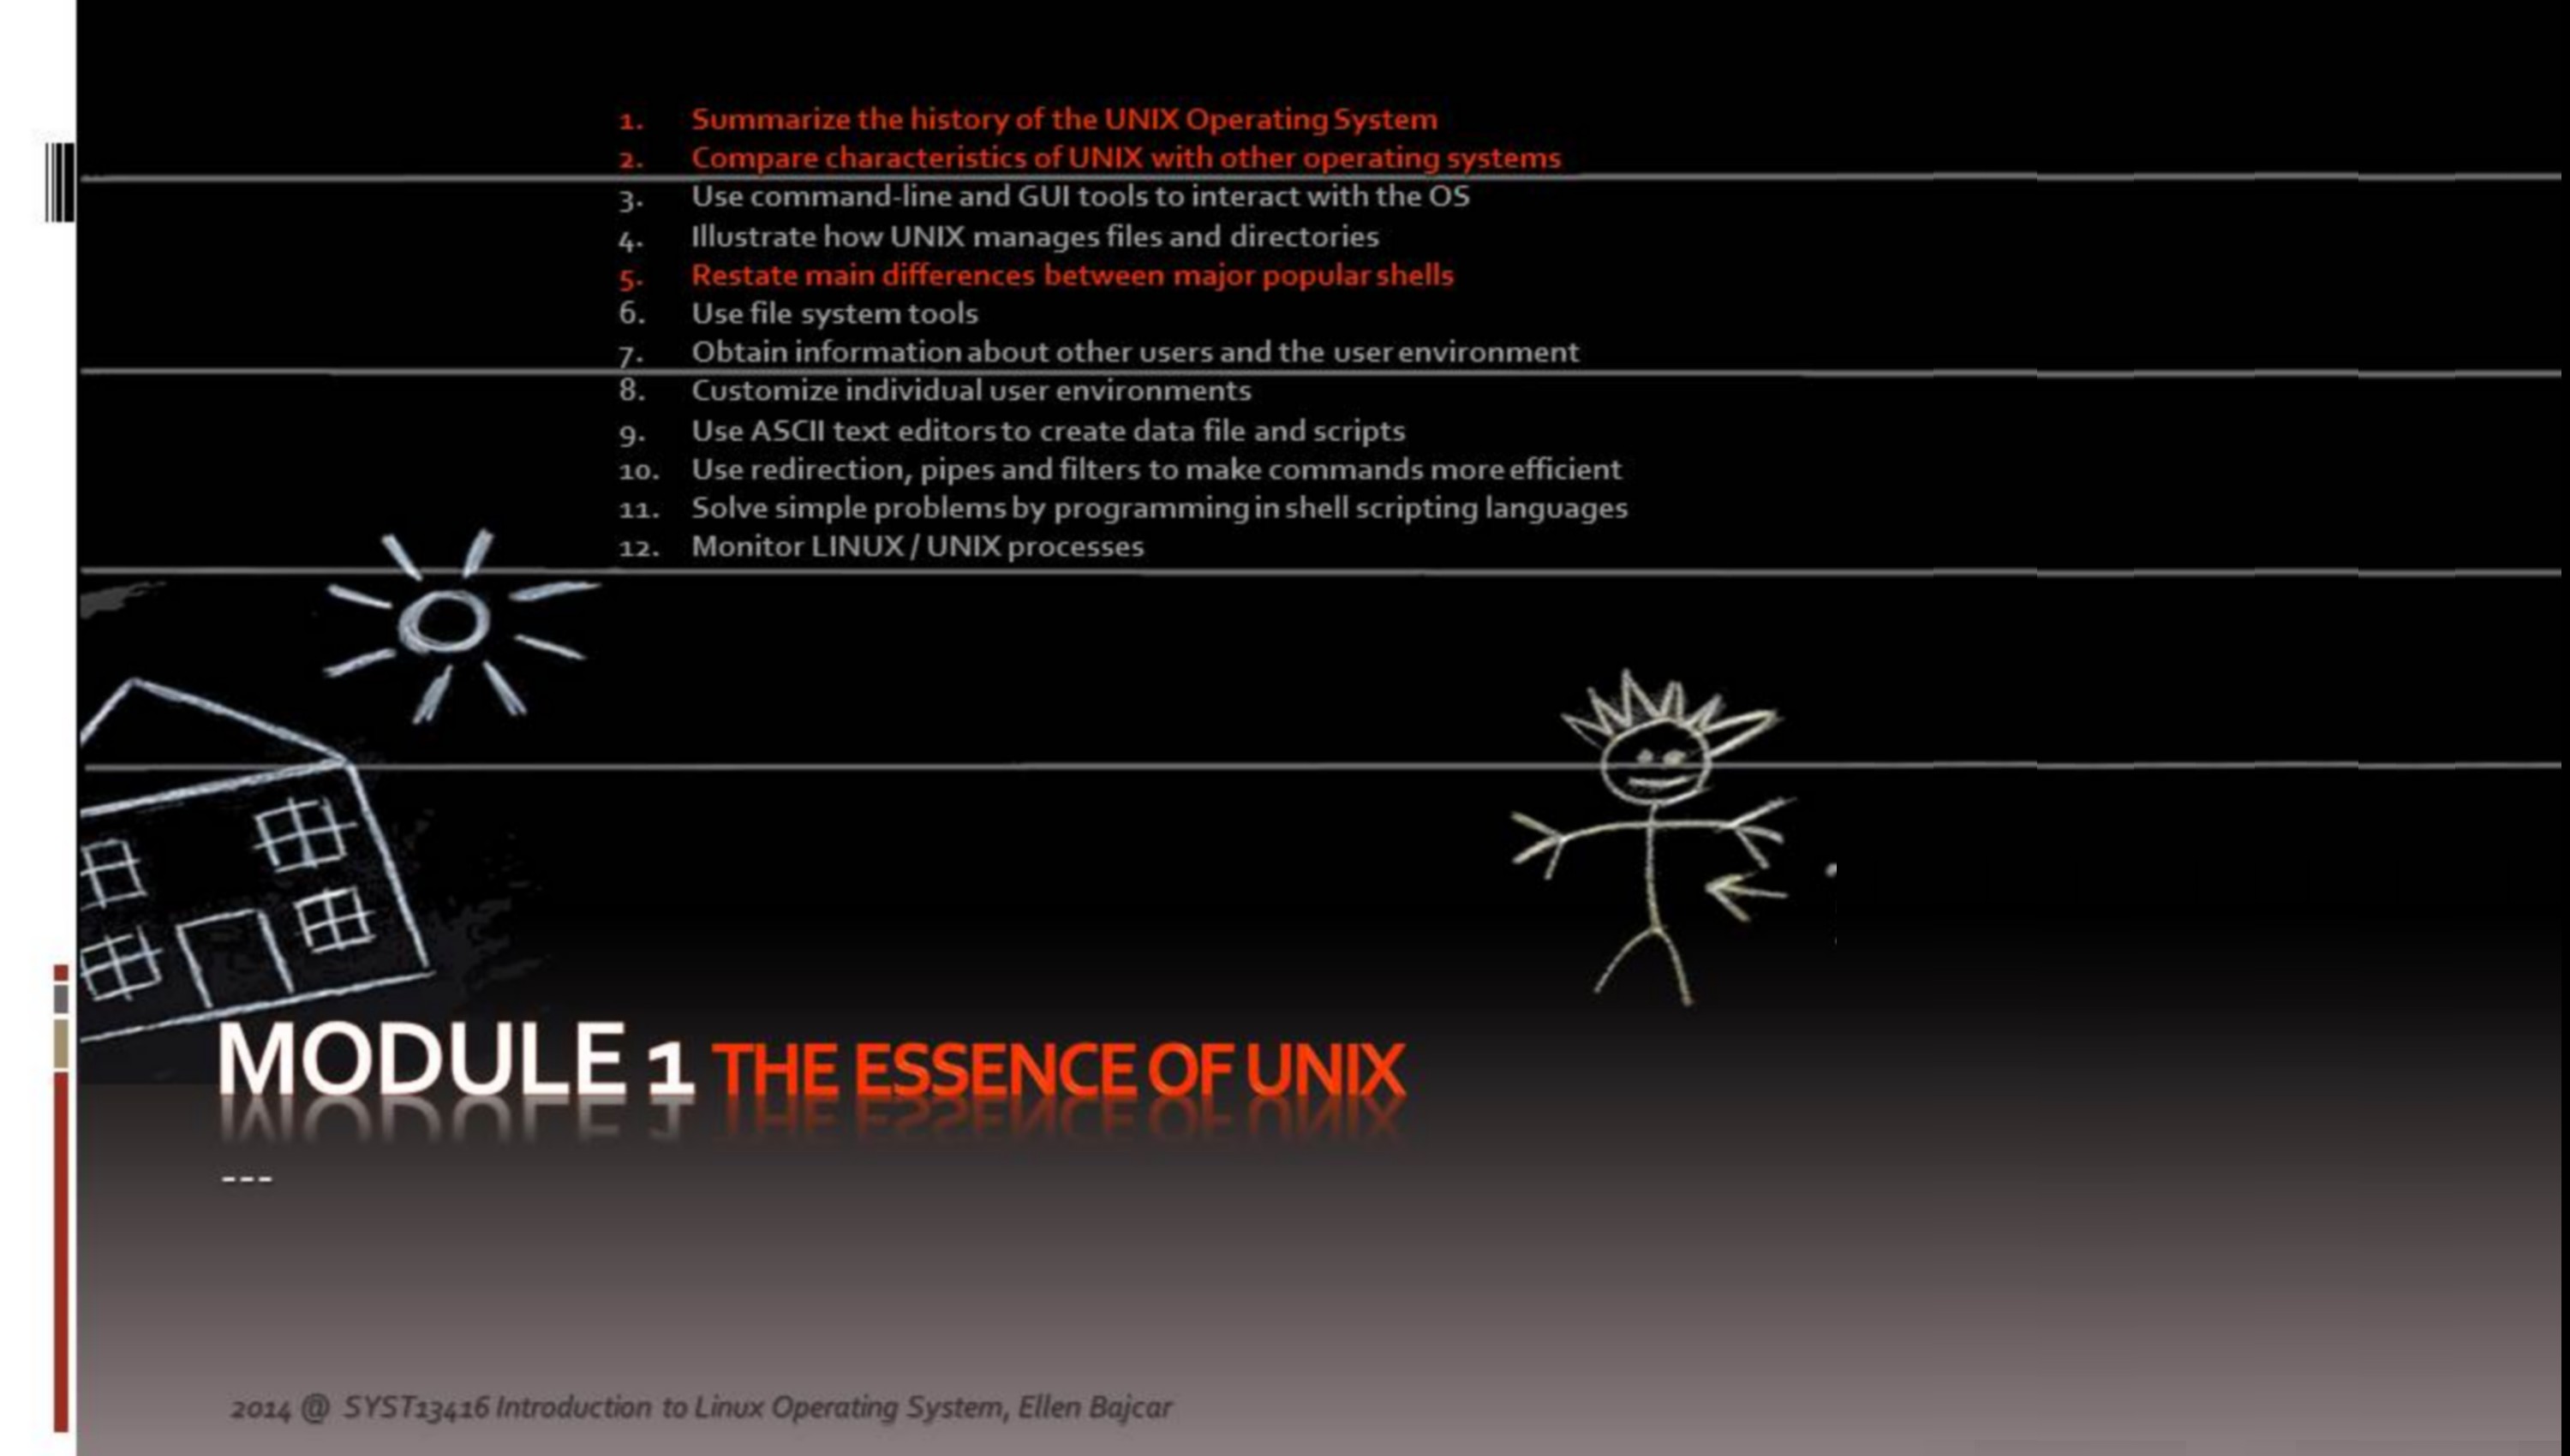 1. Summarize the history of the UNIX Operating System
2. Compare characteristics of UNIX with other operating systems
3. Use command-line and GUI tools to interact with the OS
4. Illustrate how UNIX manages files and directories
5. Restate main differences between major popular shells
6. Use file system tools
7. Obtain information about other users and the user environment
8. Customize individual user environments
9. Use ASCII text editors to create data file and scripts
10. Use redirection, pipes and filters to make commands more efficient
11. Solve simple problems by programming in shell scripting languages
12. Monitor LINUX / UNIX processes
MODULE 1 THE ESSENCE OF UNIX
---
2014 @ SYST13416 Introduction to Linux Operating System, Ellen Bajcar